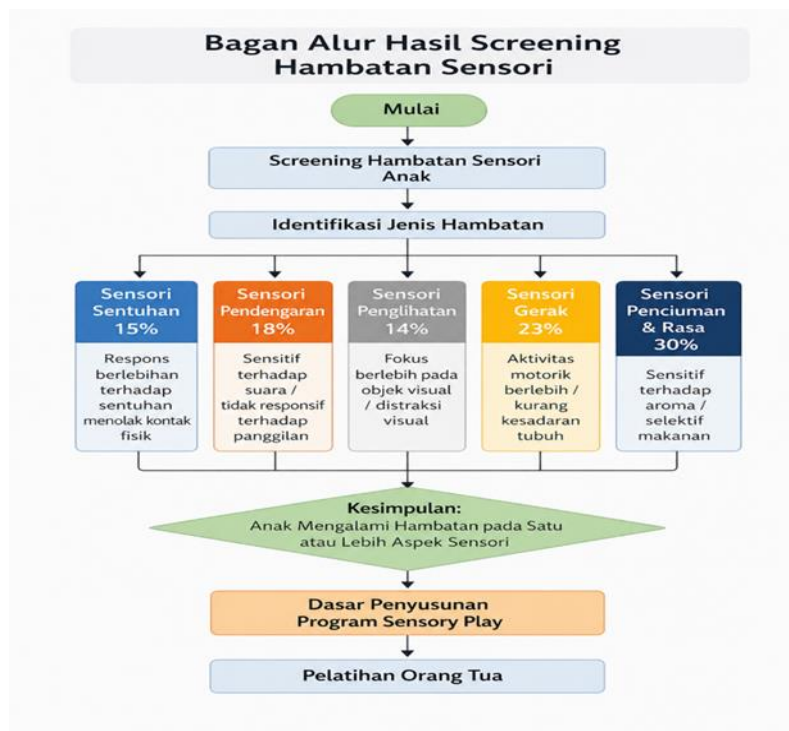 Bagan Alur Hasil Screening
Hambatan Sensori
Mulai
Screening Hambatan Sensori
Anak
Identifikasi Jenis Hambatan
Sensori
Sentuhan
15%
Respons
berlebihan
terhadap
sentuhan
menolak kontak
fisik
Sensori
Pendengaran
18%
Sensitif
terhadap
suara /
tidak responsif
terhadap
panggilan
Sensori
Penglihatan
14%
Fokus
berlebih pada
objek visual
/ distraksi
visual
Sensori
Gerak
23%
Aktivitas
motorik
berlebih /
kurang
kesadaran
tubuh
Sensori
Penciuman
& Rasa
30%
Sensitif
terhadap
aroma /
selektif
makanan
Kesimpulan:
Anak Mengalami Hambatan pada Satu
atau Lebih Aspek Sensori
Dasar Penyusunan
Program Sensory Play
Pelatihan Orang Tua